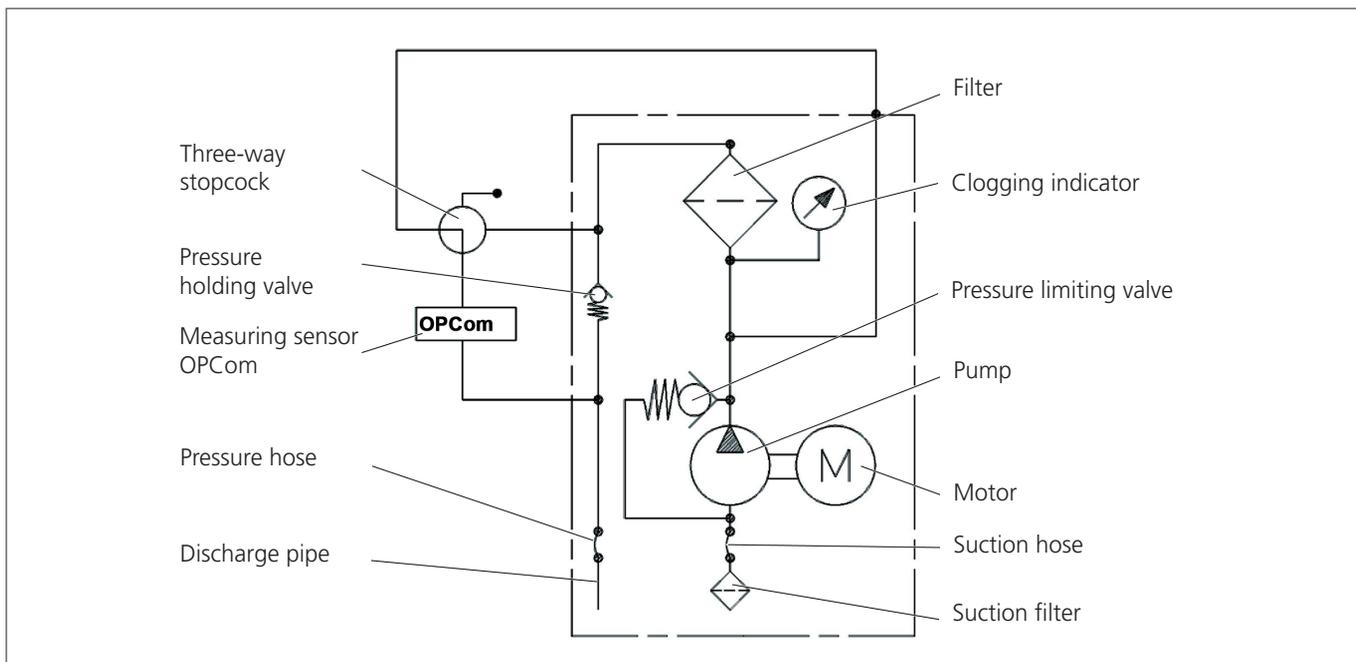 Filter
Three-way
stopcock
Clogging indicator
Pressure
holding valve
Pressure limiting valve
OPCom
Measuring sensor
OPCom
Pump
Pressure hose
M
Motor
Suction hose
Discharge pipe
Suction filter